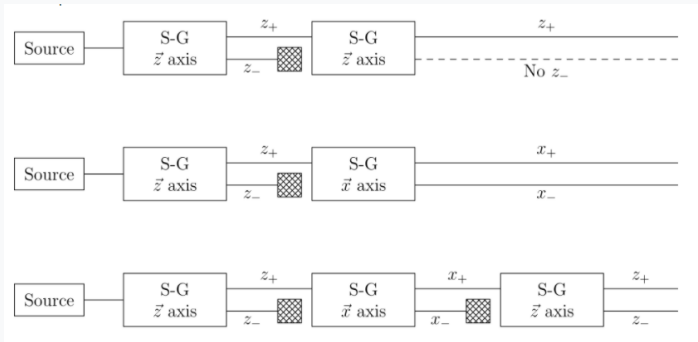 z₊ z₊
Source S-G z⃗ axis S-G z⃗ axis
z₋ No z₋
z₊ x₊
Source S-G z⃗ axis S-G x⃗ axis
z₋ x₋
z₊ x₊ z₊
Source S-G z⃗ axis S-G x⃗ axis S-G z⃗ axis
z₋ x₋ z₋